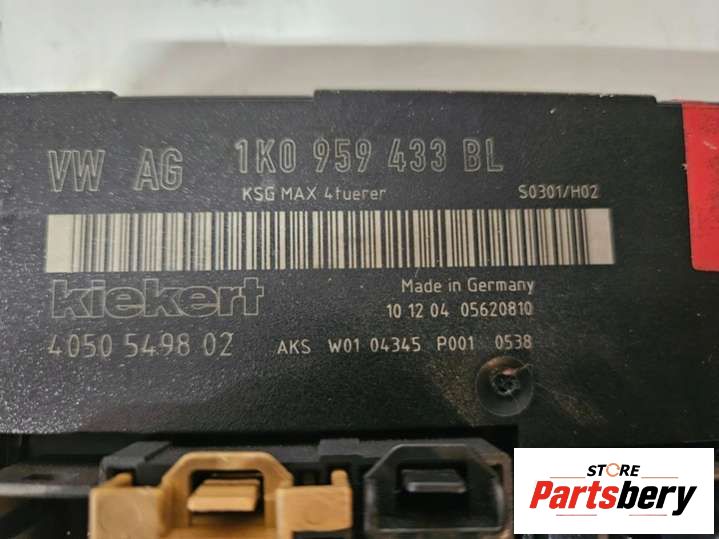 VW AG 1K0 959 433 BL
KSG MAX 4tuerer S0301/H02
kiekert Made in Germany
10 12 04 05620810
4050 5498 02 AKS W01 04345 P001 0538
STORE
Partsbery